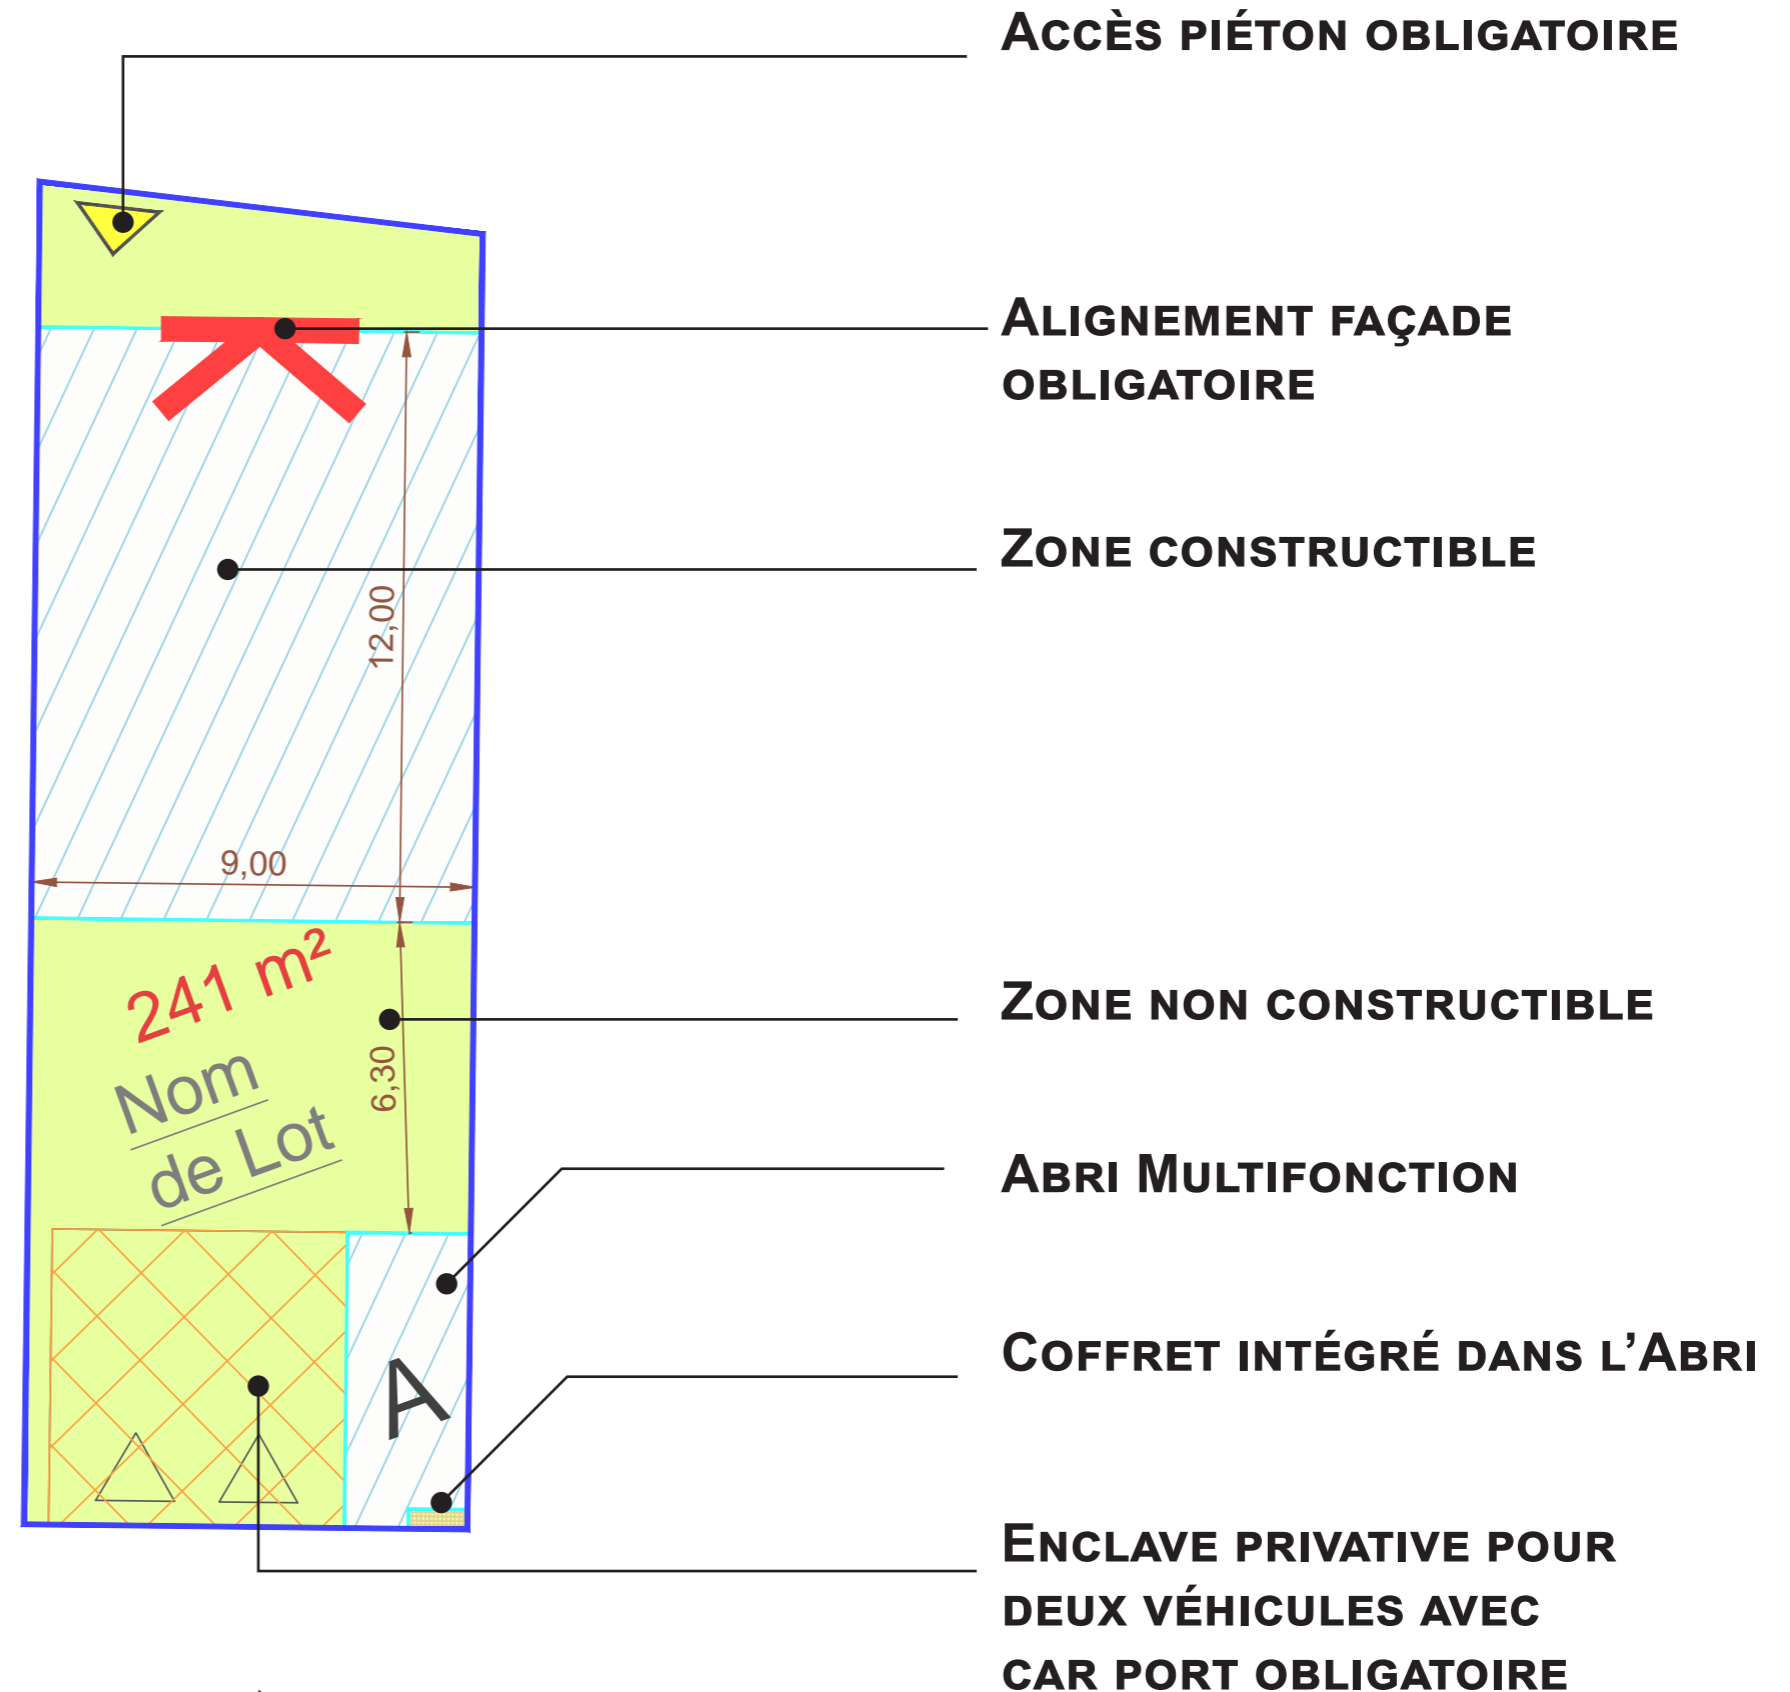 Accès piéton obligatoire
Alignement façade
obligatoire
Zone constructible
12,00
9,00
241 m²
Zone non constructible
6,30
Nom
de Lot
Abri Multifonction
Coffret intégré dans l’Abri
A
Enclave privative pour
deux véhicules avec
car port obligatoire